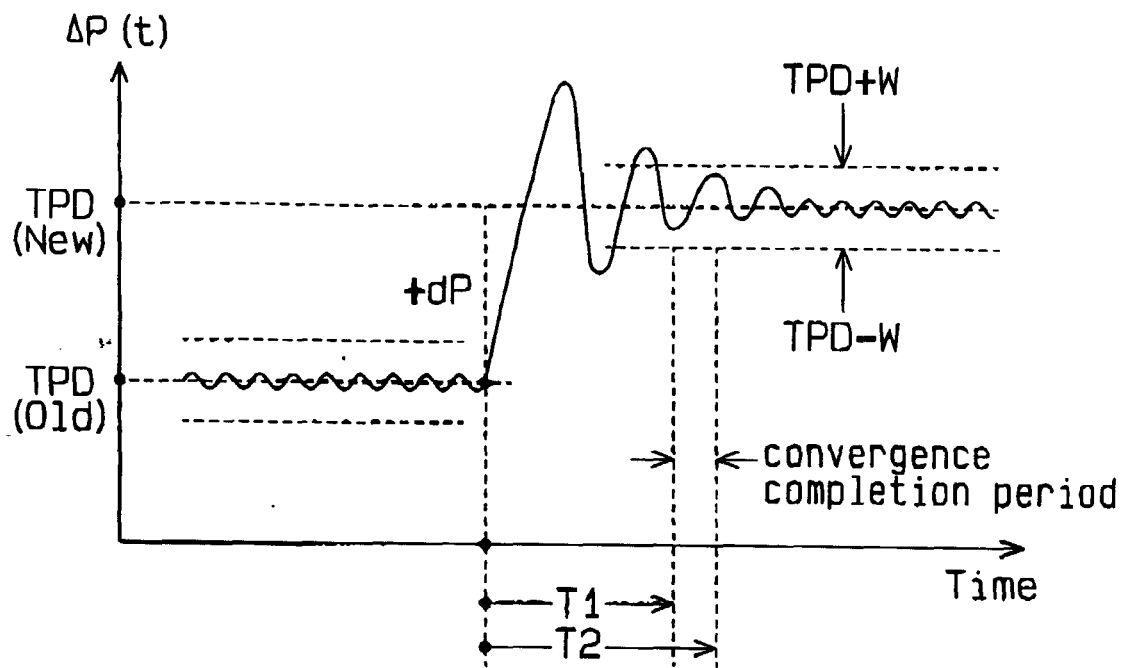 ΔP (t)
TPD+W
TPD
(New)
+dP
TPD-W
TPD
(Old)
convergence
completion period
Time
T1
T2